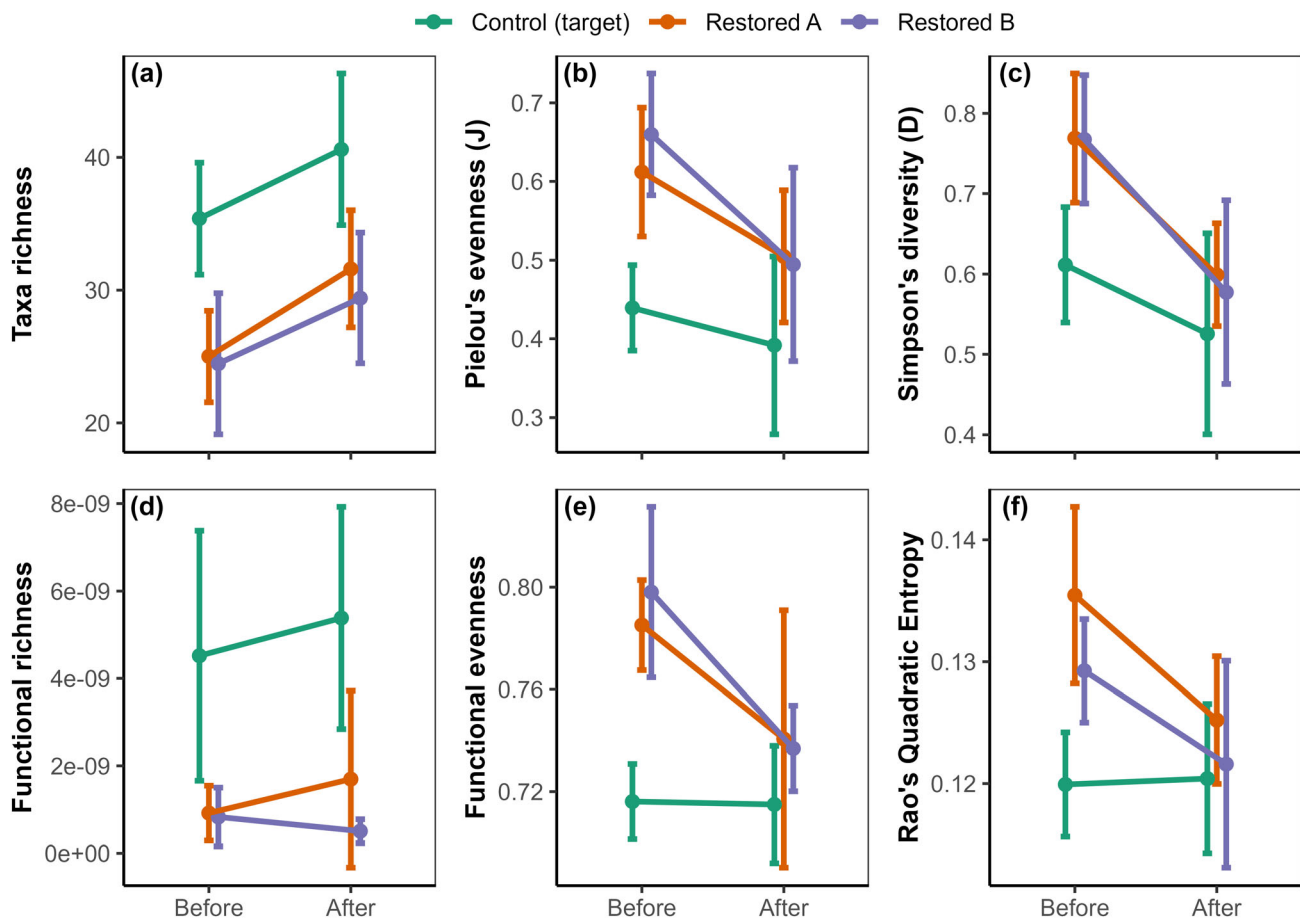 Control (target) Restored A Restored B
(a)
Taxa richness
40
30
20
(b)
Pielou's evenness (J)
0.7
0.6
0.5
0.4
0.3
(c)
Simpson's diversity (D)
0.8
0.7
0.6
0.5
0.4
(d)
Functional richness
8e-09
6e-09
4e-09
2e-09
0e+00
Before After
(e)
Functional evenness
0.80
0.76
0.72
Before After
(f)
Rao's Quadratic Entropy
0.14
0.13
0.12
Before After